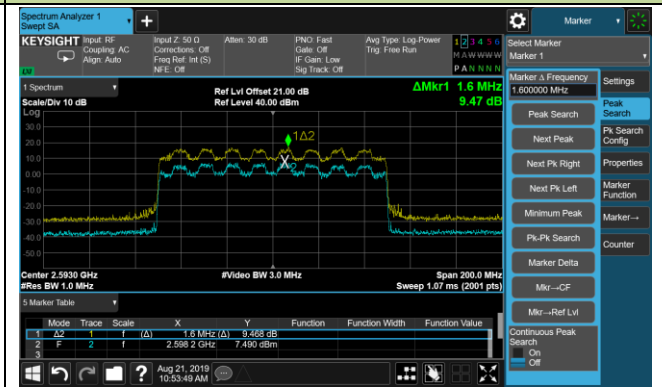 Spectrum Analyzer 1
Swept SA
+
Marker
KEYSIGHT
Input: RF
Coupling: AC
Align: Auto
Input Z: 50 Ω
Corrections: Off
Freq Ref: Int (S)
NFE: Off
Atten: 30 dB
PNO: Fast
Gate: Off
IF Gain: Low
Sig Track: Off
Avg Type: Log-Power
Trig: Free Run
1 2 3 4 5 6
M A W W W W
P A N N N N
Select Marker
Marker 1
1 Spectrum
Scale/Div 10 dB
Ref Lvl Offset 21.00 dB
Ref Level 40.00 dBm
ΔMkr1 1.6 MHz
9.47 dB
Log
30.0
20.0
10.0
0.00
-10.0
-20.0
-30.0
-40.0
-50.0
1Δ2
Center 2.5930 GHz
#Res BW 1.0 MHz
#Video BW 3.0 MHz
Span 200.0 MHz
Sweep 1.07 ms (2001 pts)
5 Marker Table
Mode Trace Scale X Y Function Function Width Function Value
1 Δ2 1 f (Δ) 1.6 MHz (Δ) 9.468 dB
2 F 2 f 2.598 2 GHz 7.490 dBm
3
Aug 21, 2019
10:53:49 AM
Marker Δ Frequency
1.600000 MHz
Peak Search
Next Peak
Next Pk Right
Next Pk Left
Minimum Peak
Pk-Pk Search
Marker Delta
Mkr→CF
Mkr→Ref Lvl
Continuous Peak
Search
On
Off
Settings
Peak
Search
Pk Search
Config
Properties
Marker
Function
Marker→
Counter